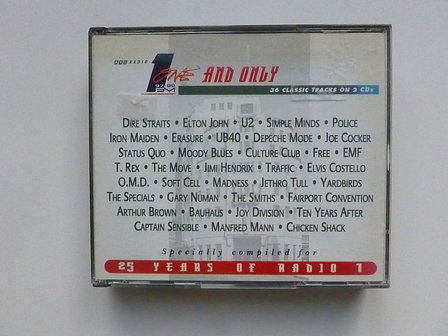 BBC RADIO
1 ONE AND ONLY
97-99 FM
36 CLASSIC TRACKS ON 2 CDs
DIRE STRAITS • ELTON JOHN • U2 • SIMPLE MINDS • POLICE
IRON MAIDEN • ERASURE • UB40 • DEPECHE MODE • JOE COCKER
STATUS QUO • MOODY BLUES • CULTURE CLUB • FREE • EMF
T. REX • THE MOVE • JIMI HENDRIX • TRAFFIC • ELVIS COSTELLO
O.M.D. • SOFT CELL • MADNESS • JETHRO TULL • YARDBIRDS
THE SPECIALS • GARY NUMAN • THE SMITHS • FAIRPORT CONVENTION
ARTHUR BROWN • BAUHAUS • JOY DIVISION • TEN YEARS AFTER
CAPTAIN SENSIBLE • MANFRED MANN • CHICKEN SHACK
Specially compiled for
25 YEARS OF RADIO 1